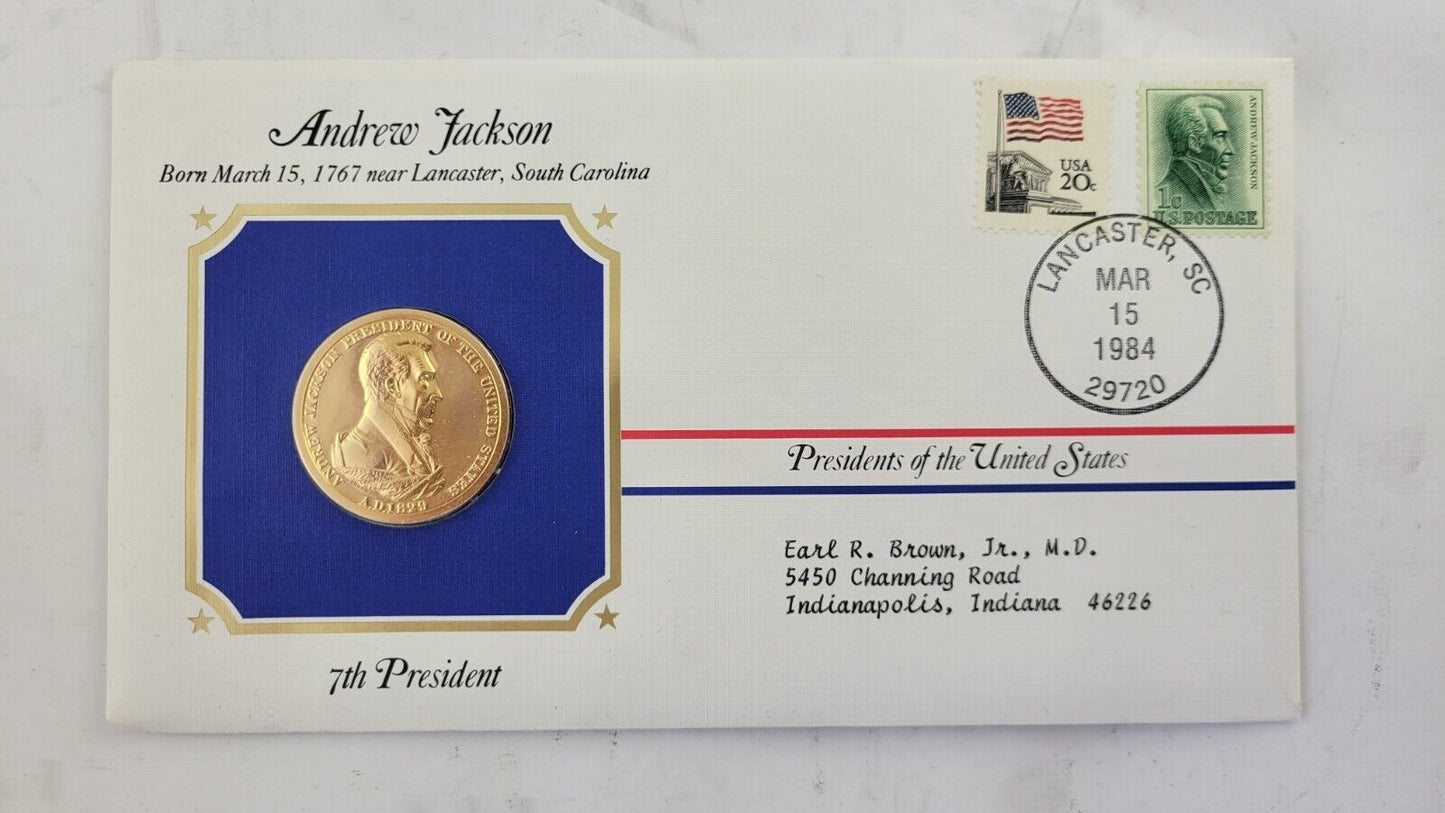 Andrew Jackson
Born March 15, 1767 near Lancaster, South Carolina
USA
20c
ANDREW JACKSON
1c
U.S. POSTAGE
LANCASTER, SC
MAR
15
1984
29720
ANDREW JACKSON PRESIDENT OF THE UNITED STATES
A.D. 1829
Presidents of the United States
Earl R. Brown, Jr., M.D.
5450 Channing Road
Indianapolis, Indiana 46226
7th President